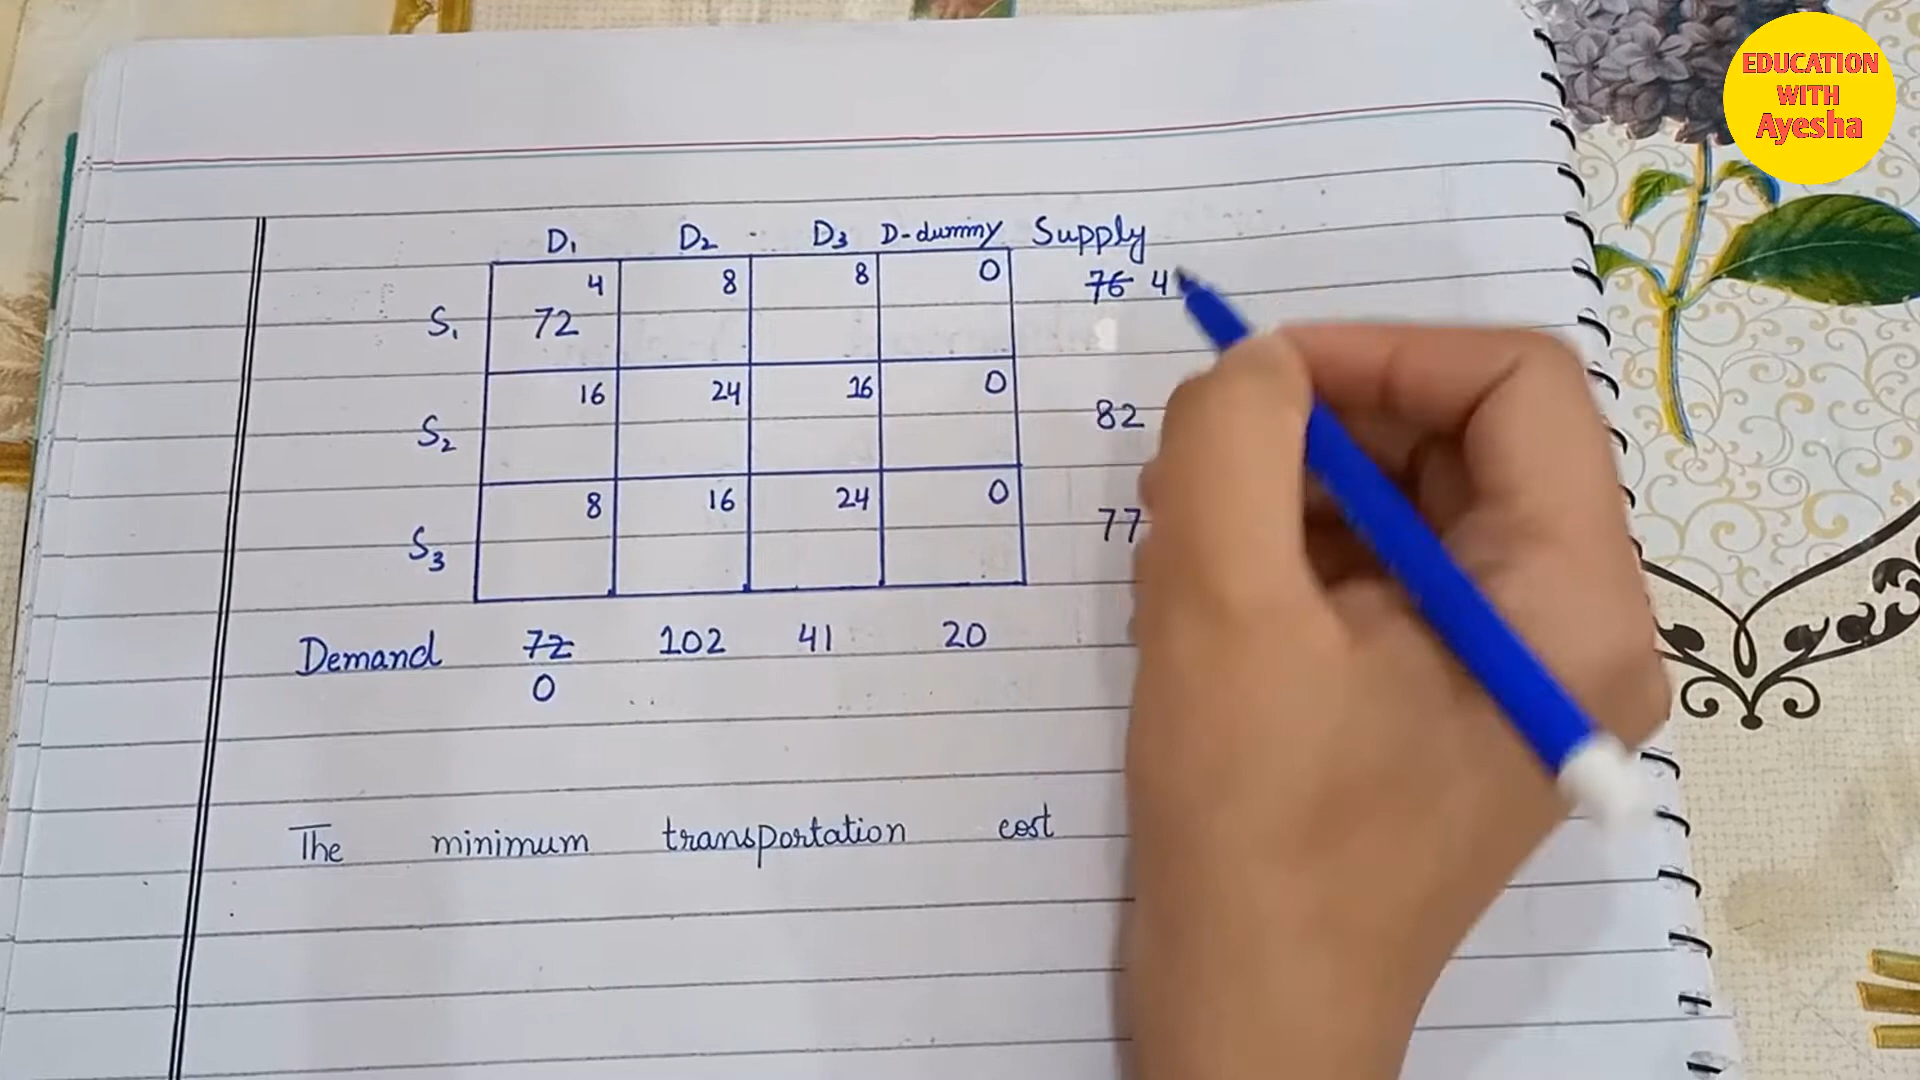 EDUCATION
WITH
Ayesha
D₁ D₂ D₃ D-dummy Supply
4 8 8 0 76 4
S₁ 72
16 24 16 0 82
S₂
8 16 24 0 77
S₃
Demand 72 102 41 20
0
The minimum transportation cost